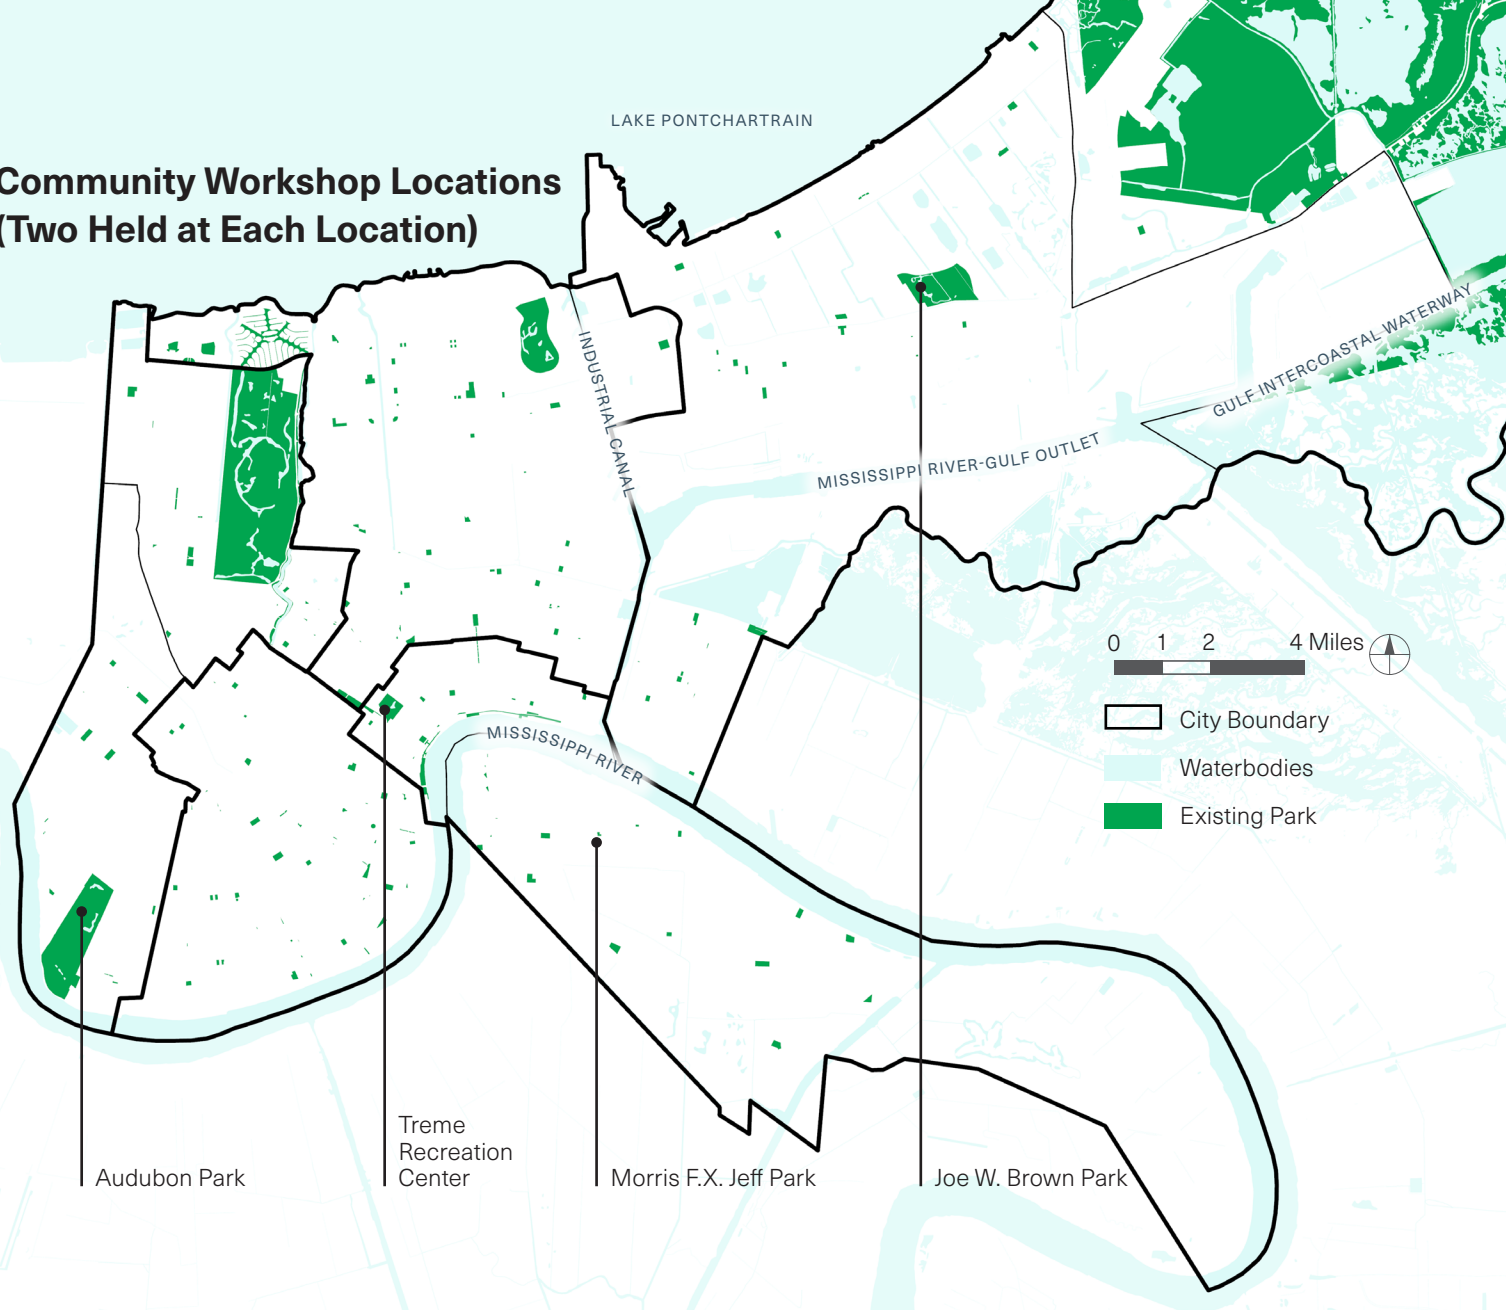 LAKE PONTCHARTRAIN
Community Workshop Locations
(Two Held at Each Location)
INDUSTRIAL CANAL
GULF INTERCOASTAL WATERWAY
MISSISSIPPI RIVER-GULF OUTLET
0 1 2 4 Miles
City Boundary
MISSISSIPPI RIVER
Waterbodies
Existing Park
Treme
Recreation
Center
Audubon Park
Morris F.X. Jeff Park
Joe W. Brown Park